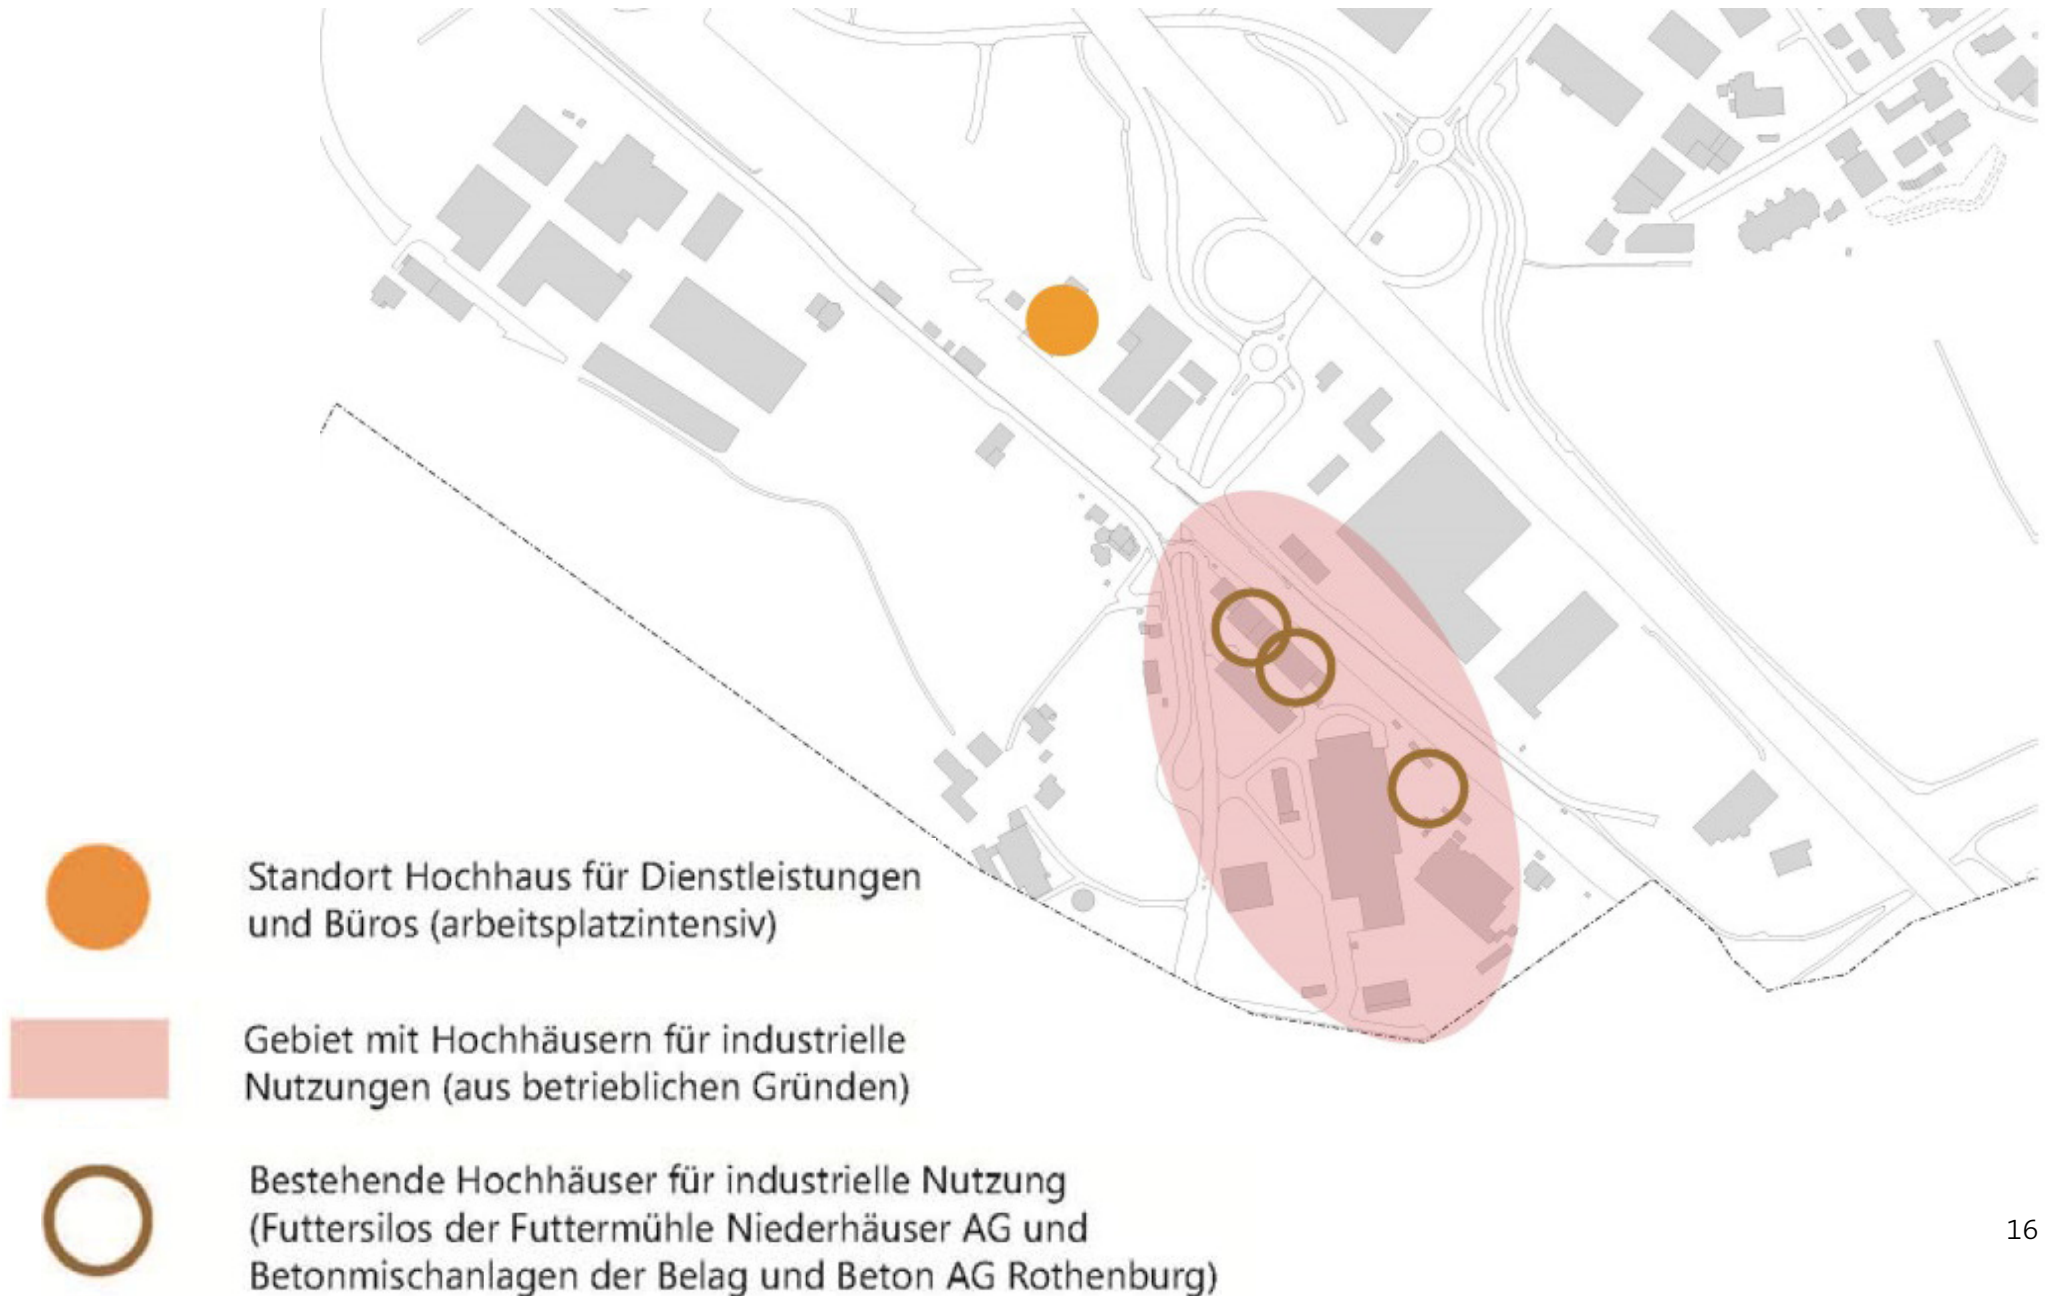 Standort Hochhaus für Dienstleistungen
und Büros (arbeitsplatzintensiv)
Gebiet mit Hochhäusern für industrielle
Nutzungen (aus betrieblichen Gründen)
Bestehende Hochhäuser für industrielle Nutzung
(Futtersilos der Futtermühle Niederhäuser AG und
Betonmischanlagen der Belag und Beton AG Rothenburg)
16